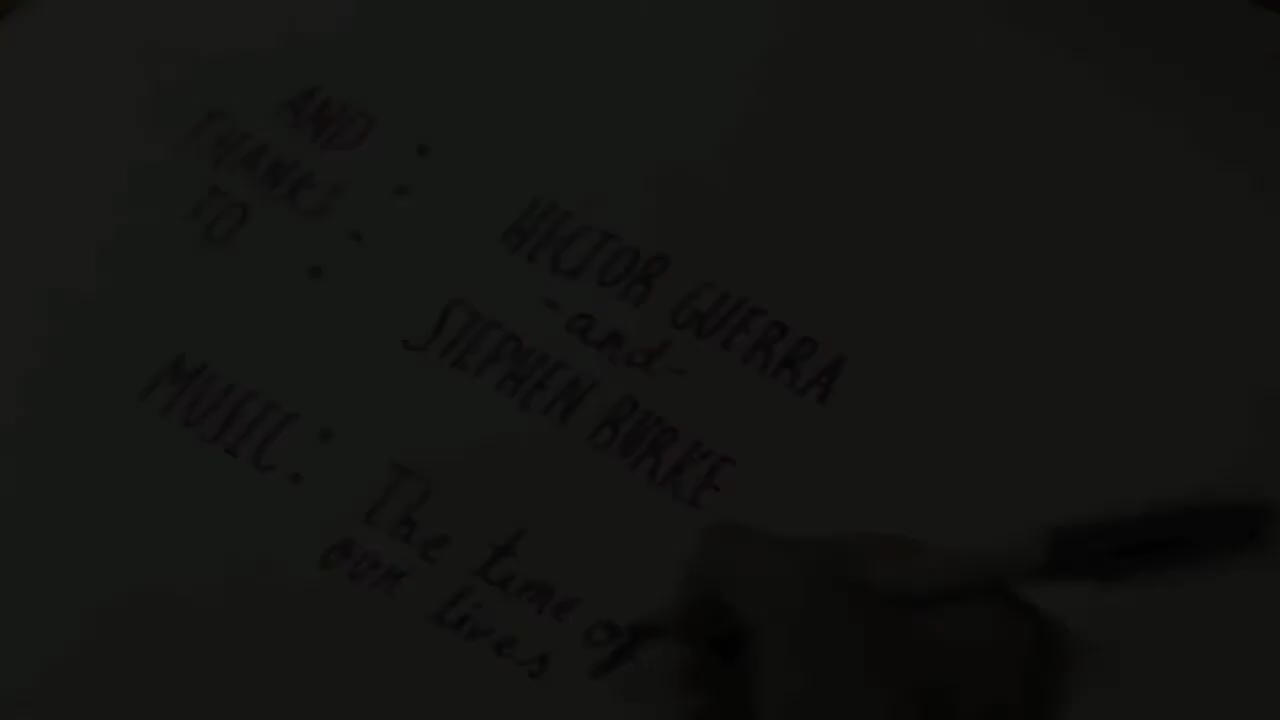 AND
THANKS
TO
HECTOR GUERRA
-and-
STEPHEN BURKE
MUSIC:
The time of
our lives